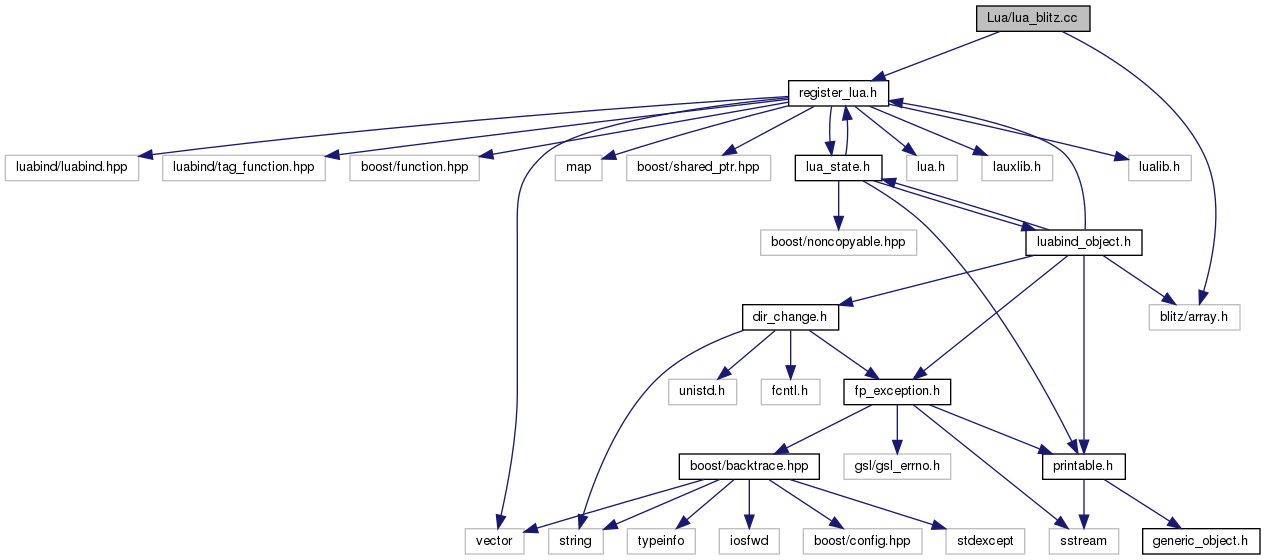 Lua/lua_blitz.cc
register_lua.h
luabind/luabind.hpp
luabind/tag_function.hpp
boost/function.hpp
map
boost/shared_ptr.hpp
lua_state.h
lua.h
lauxlib.h
lualib.h
boost/noncopyable.hpp
luabind_object.h
dir_change.h
blitz/array.h
unistd.h
fcntl.h
fp_exception.h
boost/backtrace.hpp
gsl/gsl_errno.h
printable.h
vector
string
typeinfo
iosfwd
boost/config.hpp
stdexcept
sstream
generic_object.h